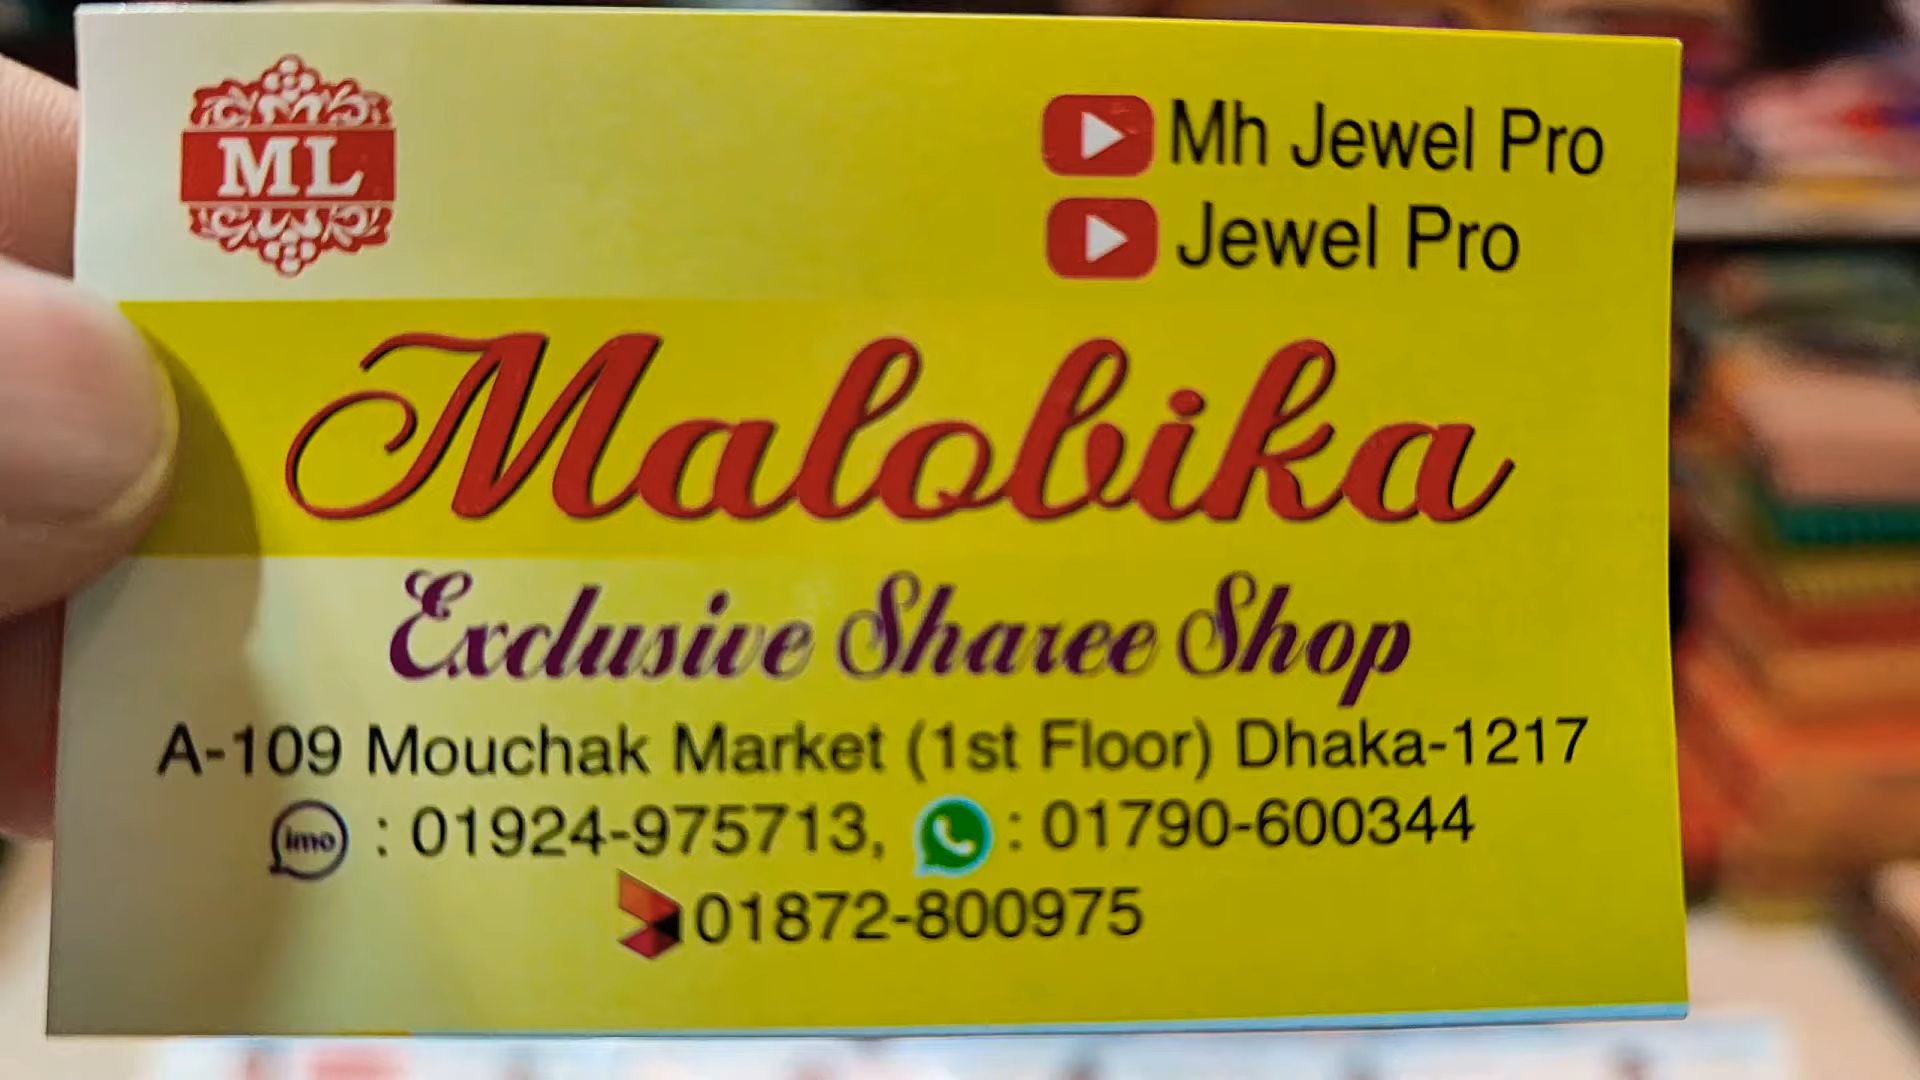 ML
Mh Jewel Pro
Jewel Pro
Malobika
Exclusive Sharee Shop
A-109 Mouchak Market (1st Floor) Dhaka-1217
imo : 01924-975713, : 01790-600344
01872-800975